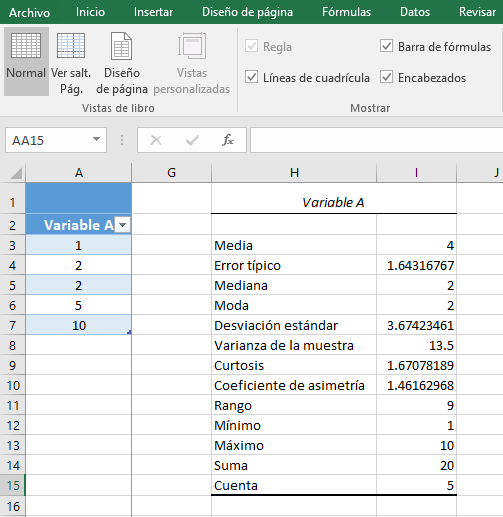 Archivo Inicio Insertar Diseño de página Fórmulas Datos Revisar
Normal Ver salt. Pág. Diseño de página Vistas personalizadas
Vistas de libro
Regla Barra de fórmulas
Líneas de cuadrícula Encabezados
Mostrar
AA15 fx
A G H I J
1 Variable A
2 Variable A
3 1 Media 4
4 2 Error típico 1.64316767
5 2 Mediana 2
6 5 Moda 2
7 10 Desviación estándar 3.67423461
8 Varianza de la muestra 13.5
9 Curtosis 1.67078189
10 Coeficiente de asimetría 1.46162968
11 Rango 9
12 Mínimo 1
13 Máximo 10
14 Suma 20
15 Cuenta 5
16